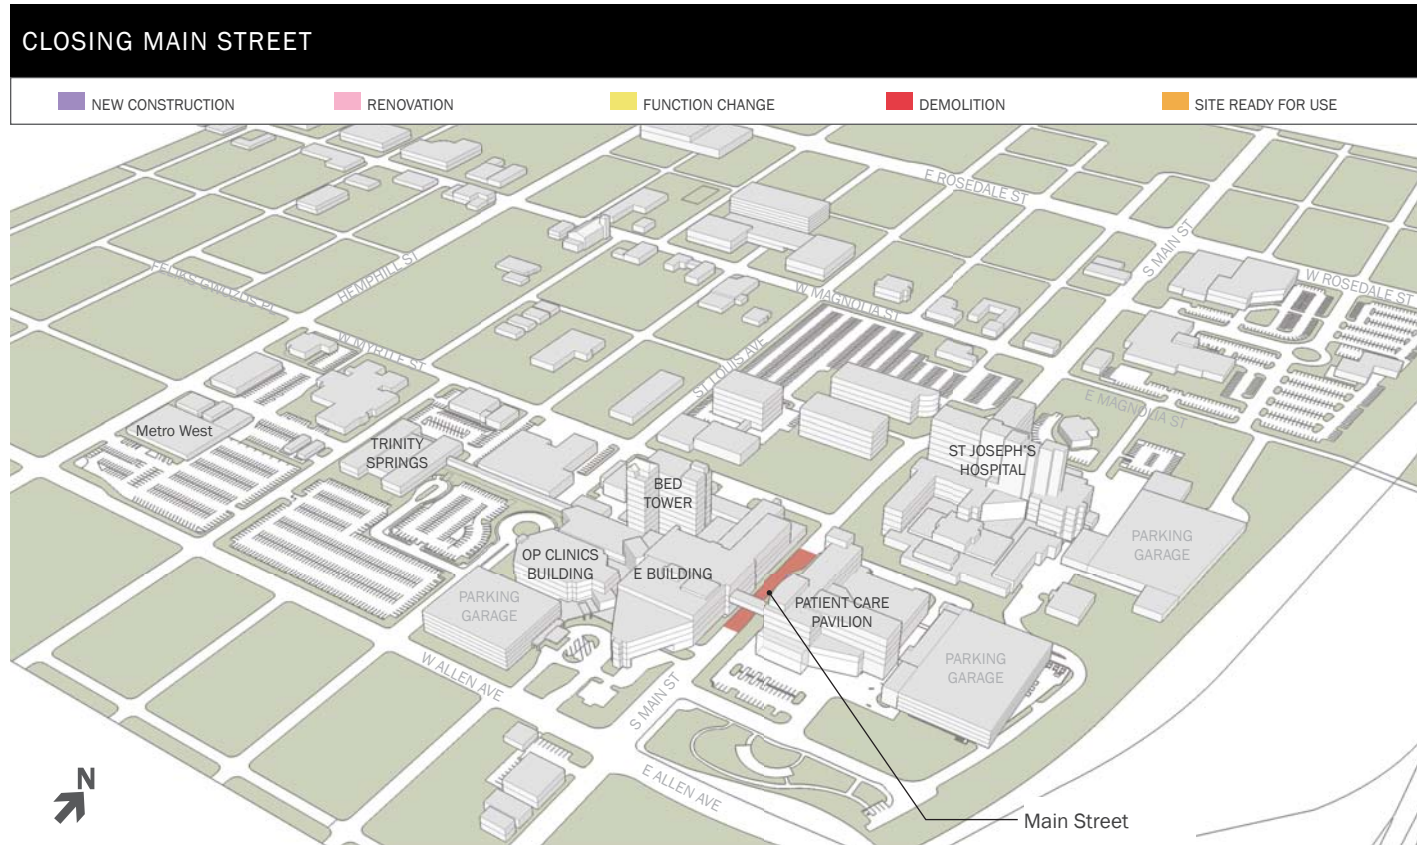 CLOSING MAIN STREET
NEW CONSTRUCTION
RENOVATION
FUNCTION CHANGE
DEMOLITION
SITE READY FOR USE
E ROSEDALE ST
S MAIN ST
W ROSEDALE ST
HEMPHILL ST
W MAGNOLIA ST
W MYRTLE ST
ST LOUIS AVE
E MAGNOLIA ST
Metro West
TRINITY
SPRINGS
ST JOSEPH'S
HOSPITAL
BED
TOWER
PARKING
GARAGE
OP CLINICS
BUILDING
E BUILDING
PARKING
GARAGE
PATIENT CARE
PAVILION
PARKING
GARAGE
W ALLEN AVE
S MAIN ST
E ALLEN AVE
N
Main Street